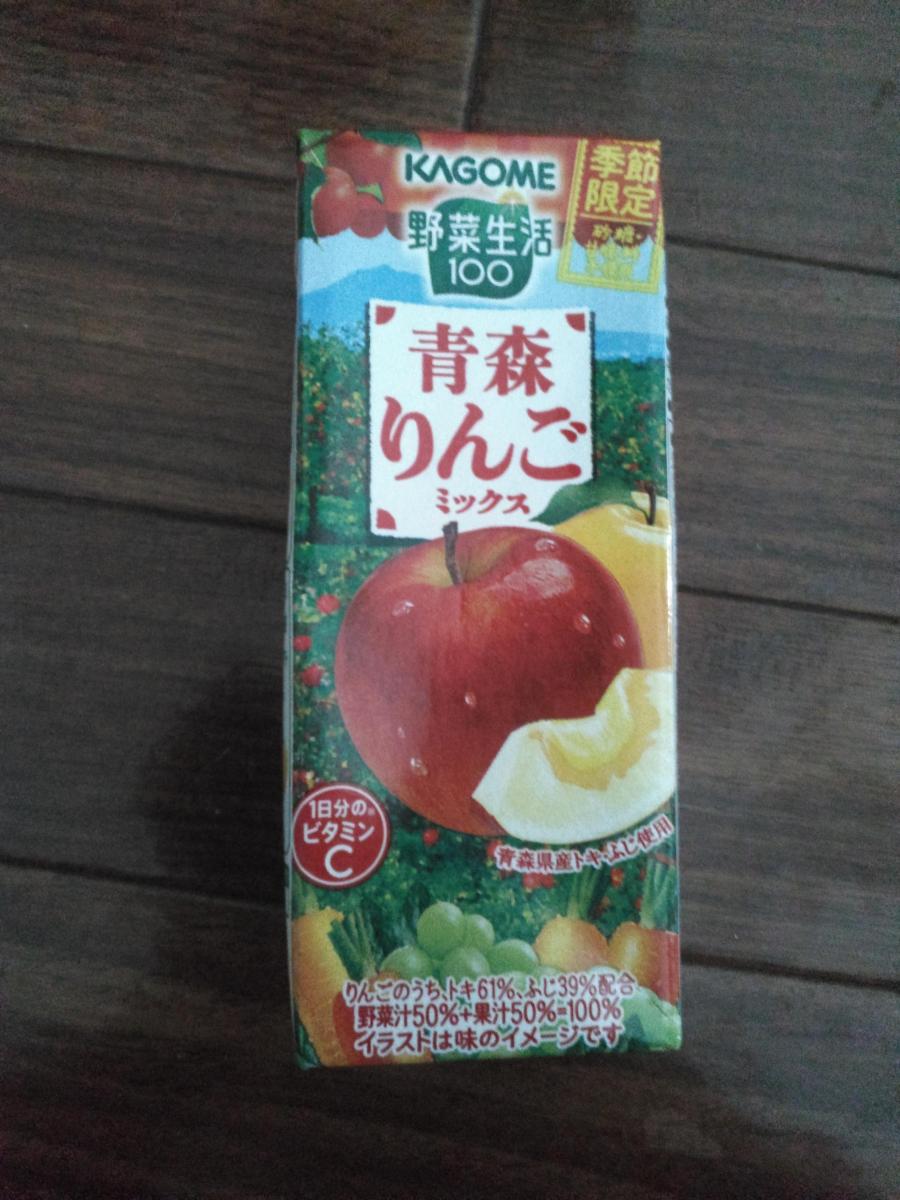 KAGOME
野菜生活
100
季節
限定
砂糖・
青森
りんご
ミックス
1日分の※
ビタミン
C
青森県産トキ・ふじ使用
りんごのうち、トキ61%、ふじ39%配合
野菜汁50%+果汁50%=100%
イラストは味のイメージです